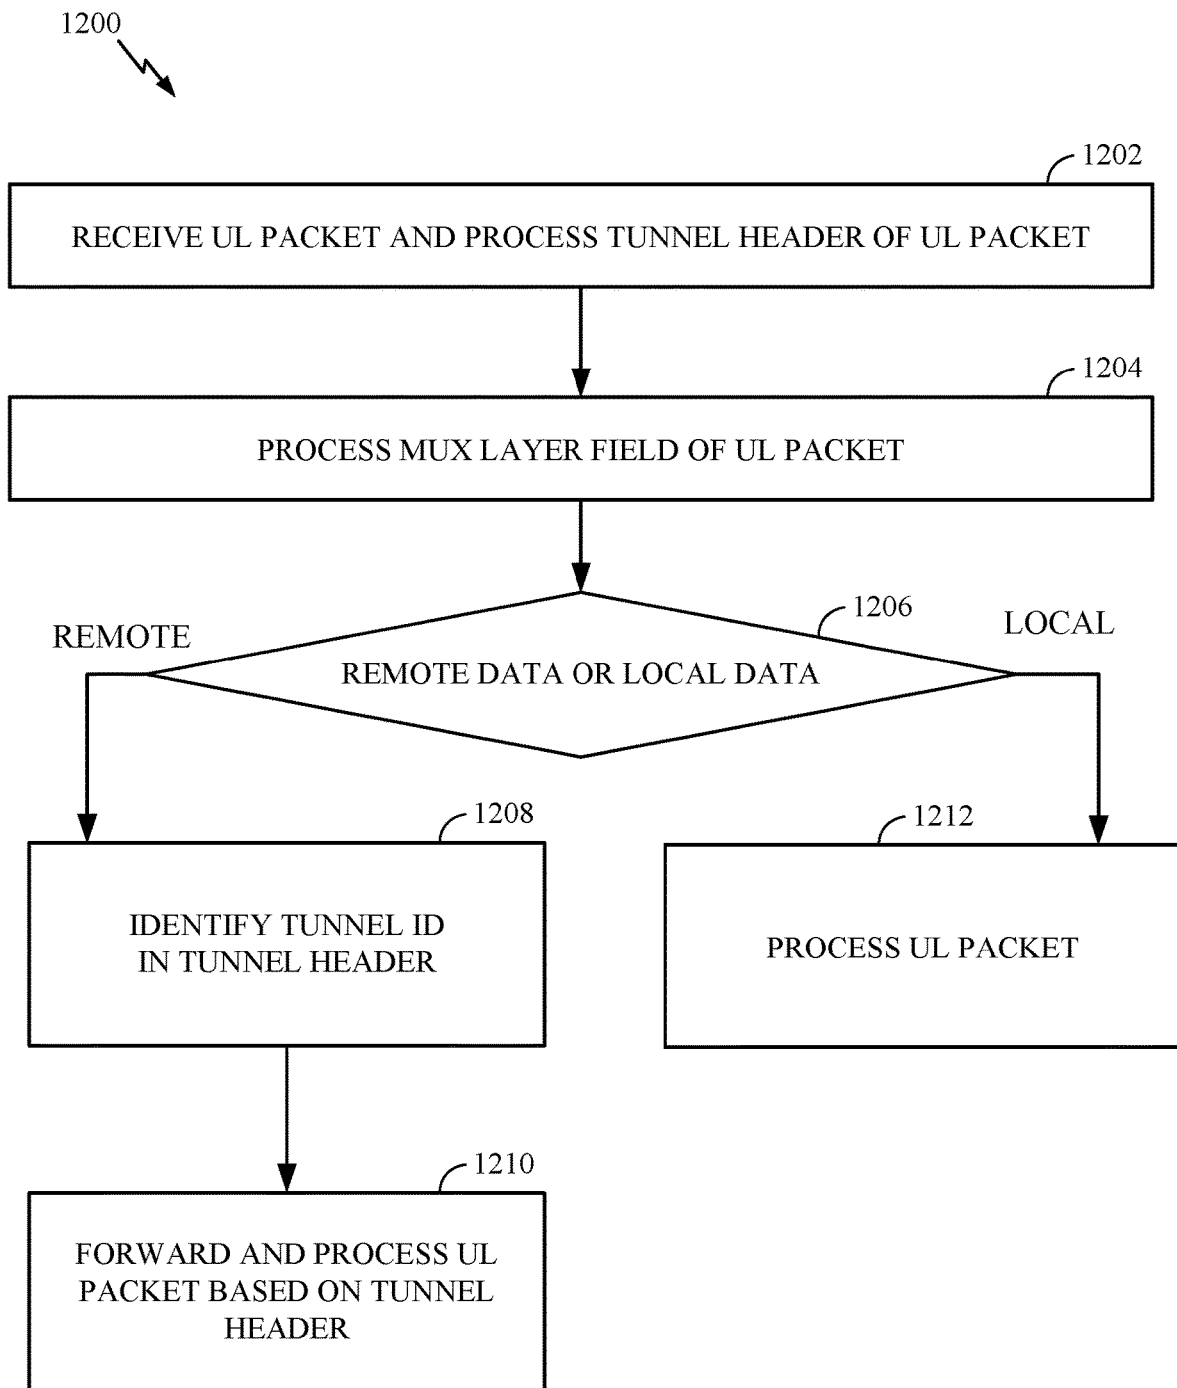 1200
1202
RECEIVE UL PACKET AND PROCESS TUNNEL HEADER OF UL PACKET
1204
PROCESS MUX LAYER FIELD OF UL PACKET
1206
REMOTE
LOCAL
REMOTE DATA OR LOCAL DATA
1208
1212
IDENTIFY TUNNEL ID
IN TUNNEL HEADER
PROCESS UL PACKET
1210
FORWARD AND PROCESS UL
PACKET BASED ON TUNNEL
HEADER